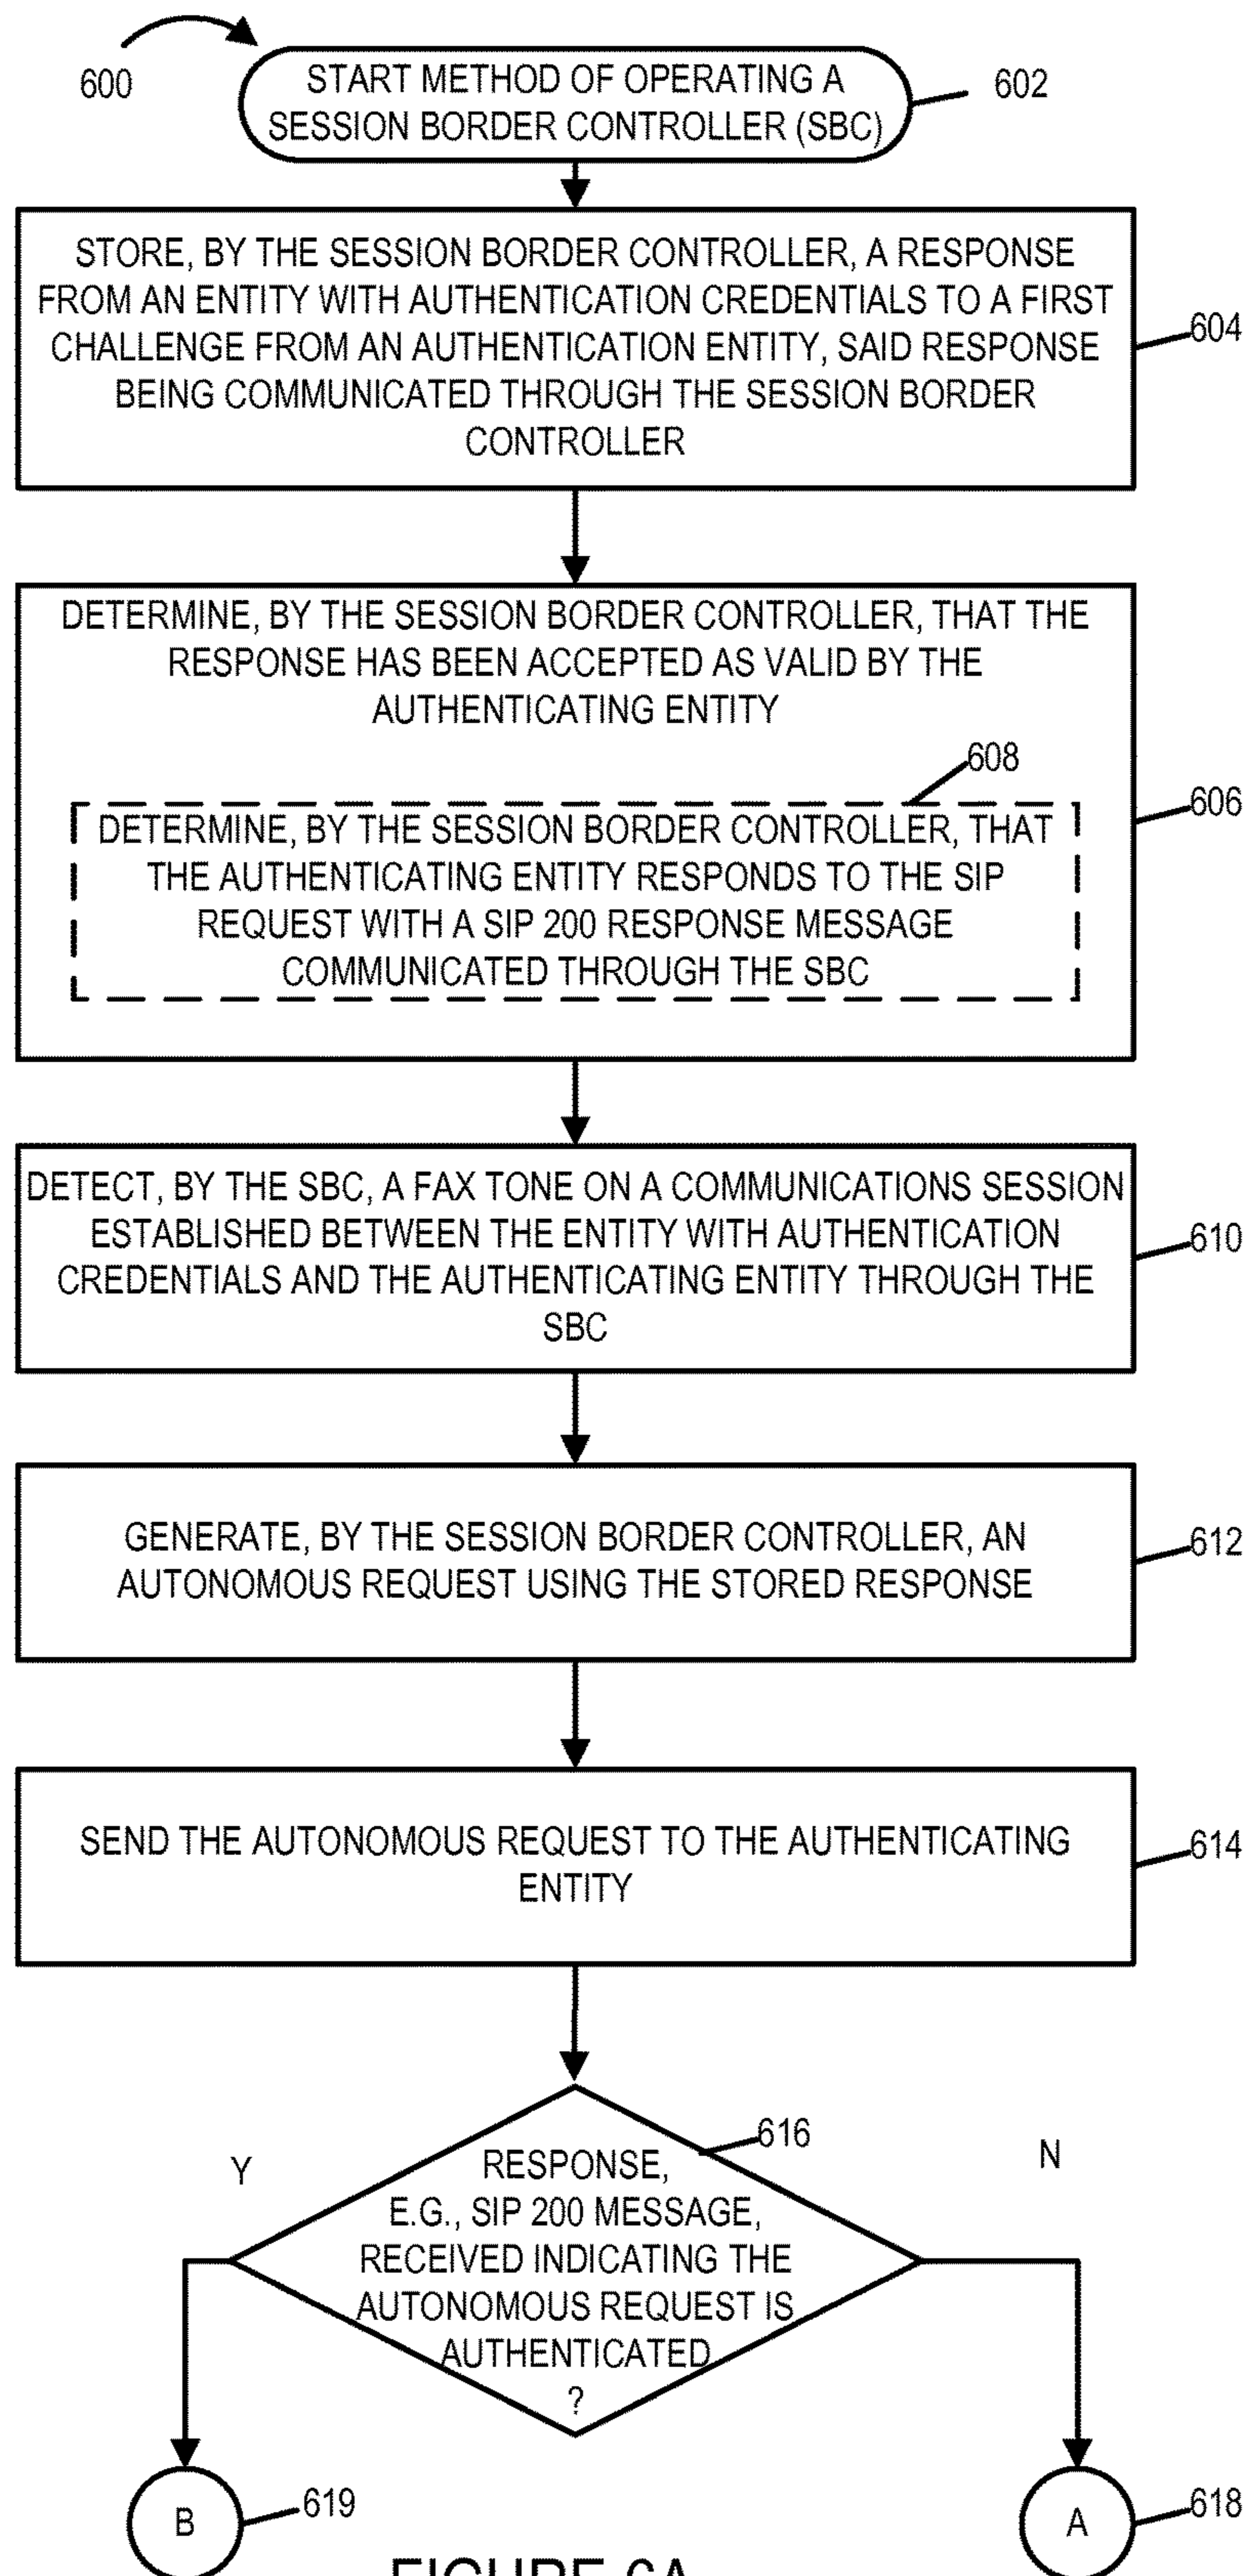 600
START METHOD OF OPERATING A
SESSION BORDER CONTROLLER (SBC)
602
STORE, BY THE SESSION BORDER CONTROLLER, A RESPONSE
FROM AN ENTITY WITH AUTHENTICATION CREDENTIALS TO A FIRST
CHALLENGE FROM AN AUTHENTICATION ENTITY, SAID RESPONSE
BEING COMMUNICATED THROUGH THE SESSION BORDER
CONTROLLER
604
DETERMINE, BY THE SESSION BORDER CONTROLLER, THAT THE
RESPONSE HAS BEEN ACCEPTED AS VALID BY THE
AUTHENTICATING ENTITY
608
606
DETERMINE, BY THE SESSION BORDER CONTROLLER, THAT
THE AUTHENTICATING ENTITY RESPONDS TO THE SIP
REQUEST WITH A SIP 200 RESPONSE MESSAGE
COMMUNICATED THROUGH THE SBC
DETECT, BY THE SBC, A FAX TONE ON A COMMUNICATIONS SESSION
ESTABLISHED BETWEEN THE ENTITY WITH AUTHENTICATION
CREDENTIALS AND THE AUTHENTICATING ENTITY THROUGH THE
SBC
610
GENERATE, BY THE SESSION BORDER CONTROLLER, AN
AUTONOMOUS REQUEST USING THE STORED RESPONSE
612
SEND THE AUTONOMOUS REQUEST TO THE AUTHENTICATING
ENTITY
614
616
Y
N
RESPONSE,
E.G., SIP 200 MESSAGE,
RECEIVED INDICATING THE
AUTONOMOUS REQUEST IS
AUTHENTICATED
?
B
619
A
618
FIGURE 6A